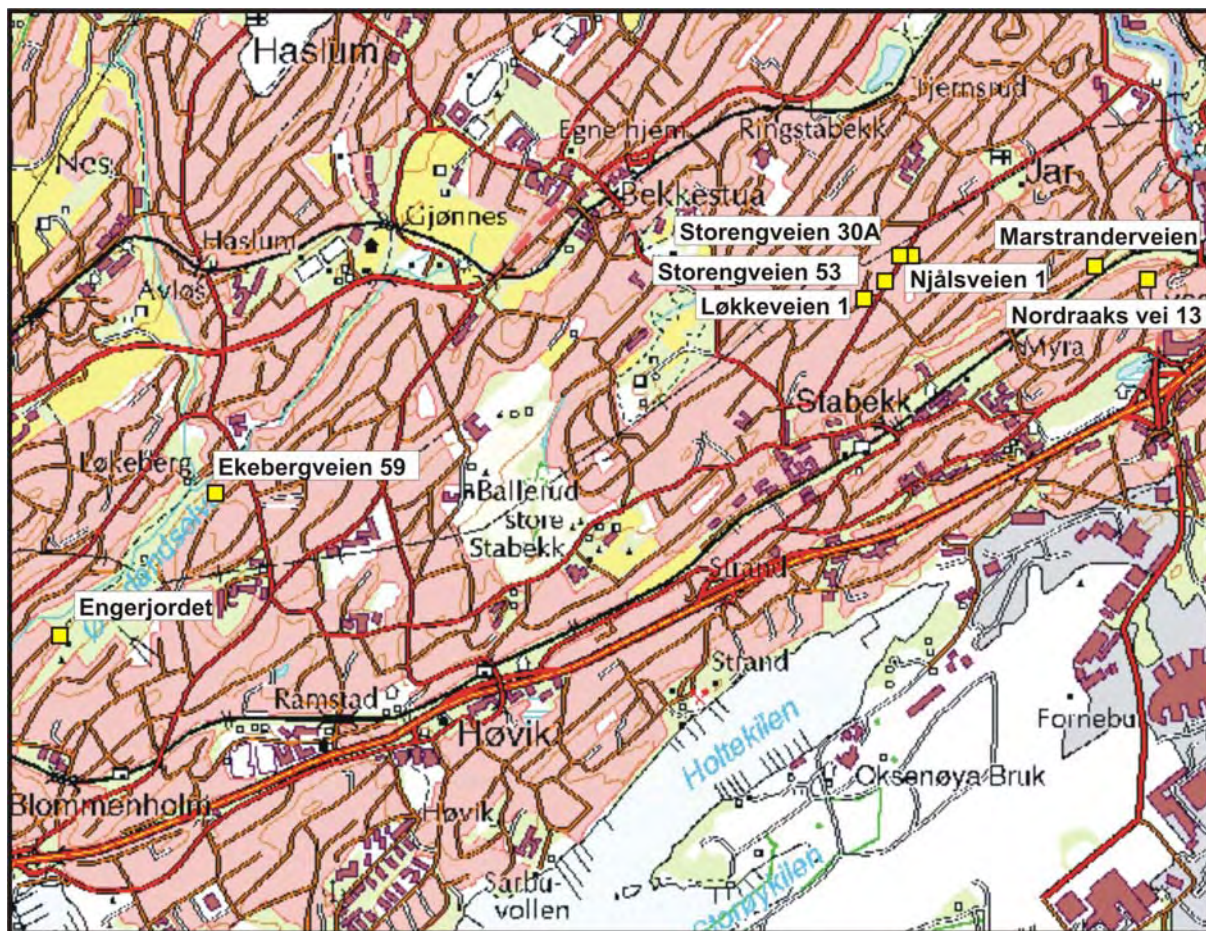 Haslum
Tjernsrud
Egne hjem
Ringstabekk
Nes
Jar
Bekkestua
Gjønnes
Storengveien 30A
Marstranderveien
Haslum
Storengveien 53
Njålsveien 1
Avløs
Løkkeveien 1
Nordraaks vei 13
Myra
Stabekk
Løkeberg
Ekebergveien 59
Ballerud
store
Stabekk
Strand
Engerjordet
Strand
Ramstad
Høvik
Holtekilen
Fornebu
Oksenøya Bruk
Blommenholm
Høvik
Storøykilen
Sarbu-
vollen